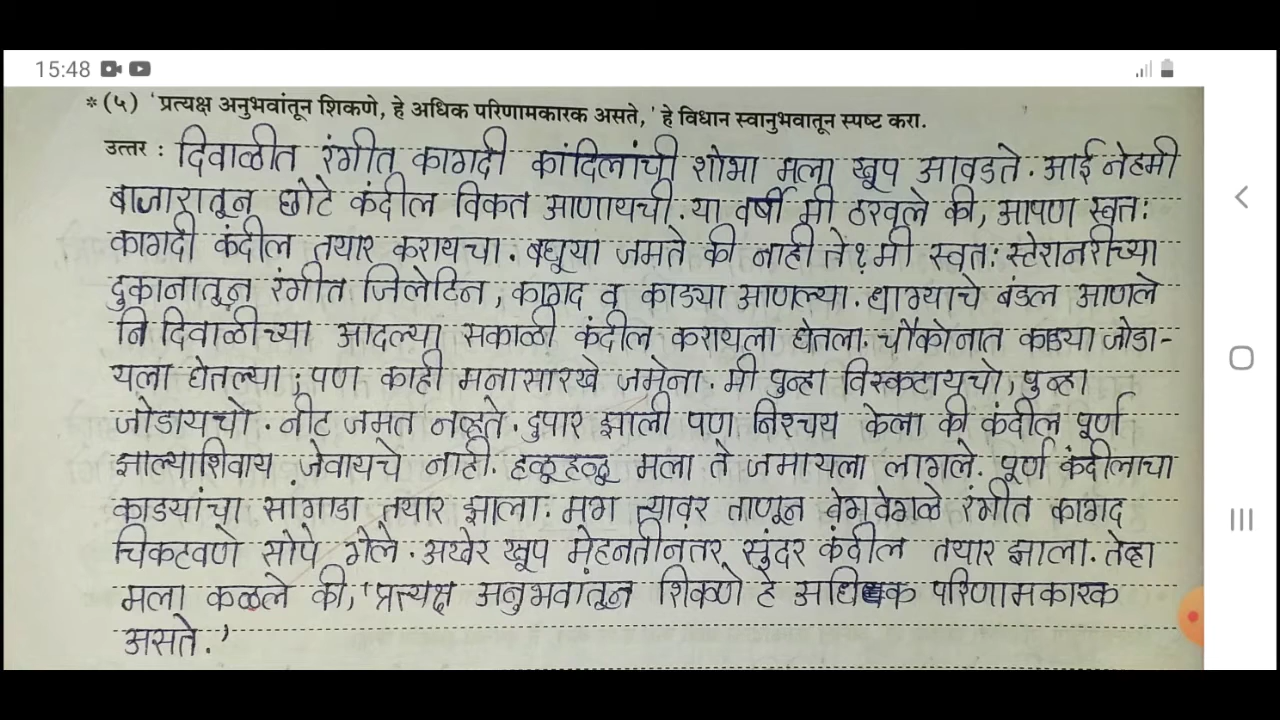 15:48
* (५) 'प्रत्यक्ष अनुभवांतून शिकणे, हे अधिक परिणामकारक असते,' हे विधान स्वानुभवातून स्पष्ट करा.
उत्तर : दिवाळीत रंगीत कागदी कांदिलांची शोभा मला खूप आवडते. आई नेहमी
बाजारातून छोटे कंदील विकत आणायची. या वर्षी मी ठरवले की, आपण स्वतः
कागदी कंदील तयार करायचा. बघूया जमते की नाही ते; मी स्वतः स्टेशनरीच्या
दुकानातून रंगीत जिलेटिन, कागद व काड्या आणल्या. धाग्याचे बंडल आणले
नि दिवाळीच्या आदल्या सकाळी कंदील करायला घेतला. चौकोनात काड्या जोडा-
यला घेतल्या; पण काही मनासारखे जमेना. मी पुन्हा विस्कटायचो, पुन्हा
जोडायचो. नीट जमत नव्हते. दुपार झाली पण निश्चय केला की कंदील पूर्ण
झाल्याशिवाय जेवायचे नाही. हळूहळू मला ते जमायला लागले. पूर्ण कंदीलाचा
काडयांचा सांगाडा तयार झाला. मग त्यावर ताणून वेगवेगळे रंगीत कागद
चिकटवणे सोपे गेले. अखेर खूप मेहनतीनंतर सुंदर कंदील तयार झाला. तेव्हा
मला कळले की, 'प्रत्यक्ष अनुभवातून शिकणे हे अधिक परिणामकारक
असते.'